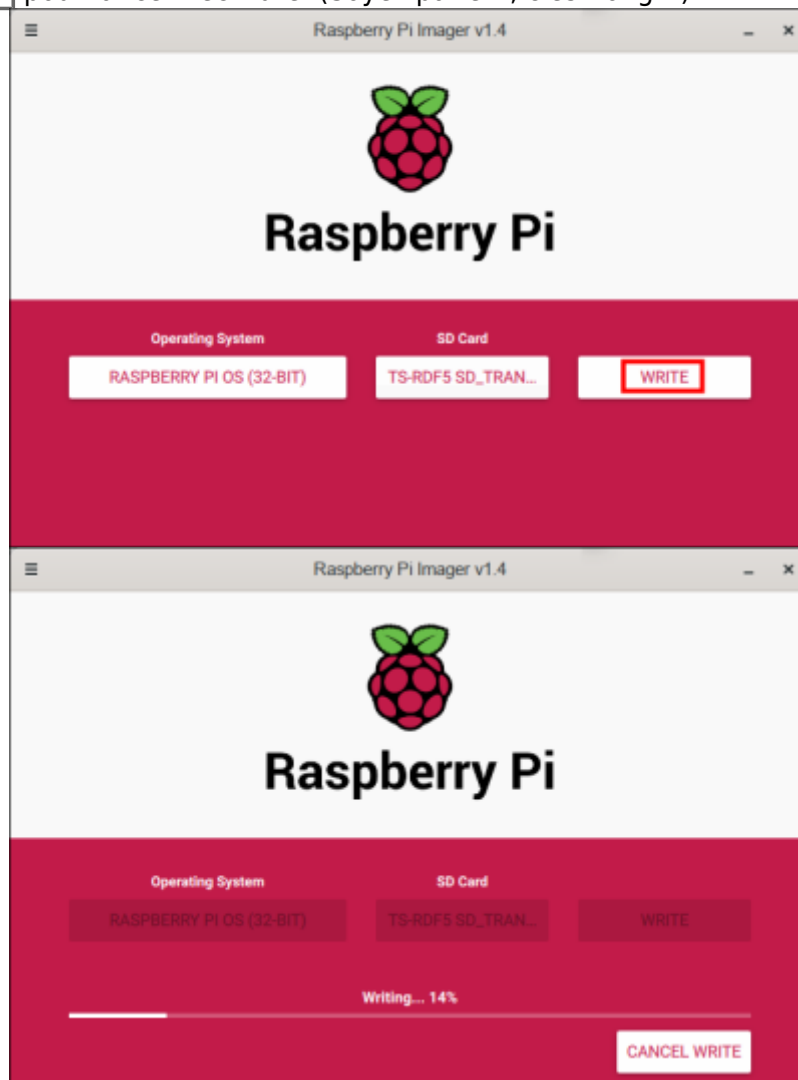 Raspberry Pi Imager v1.4
Raspberry Pi
Operating System SD Card
RASPBERRY PI OS (32-BIT) TS-RDF5 SD_TRAN... WRITE
Raspberry Pi Imager v1.4
Raspberry Pi
Operating System SD Card
RASPBERRY PI OS (32-BIT) TS-RDF5 SD_TRAN... WRITE
Writing... 14%
CANCEL WRITE